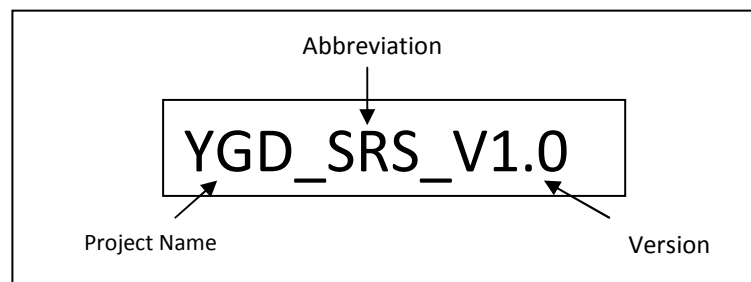 Abbreviation
YGD_SRS_V1.0
Project Name
Version